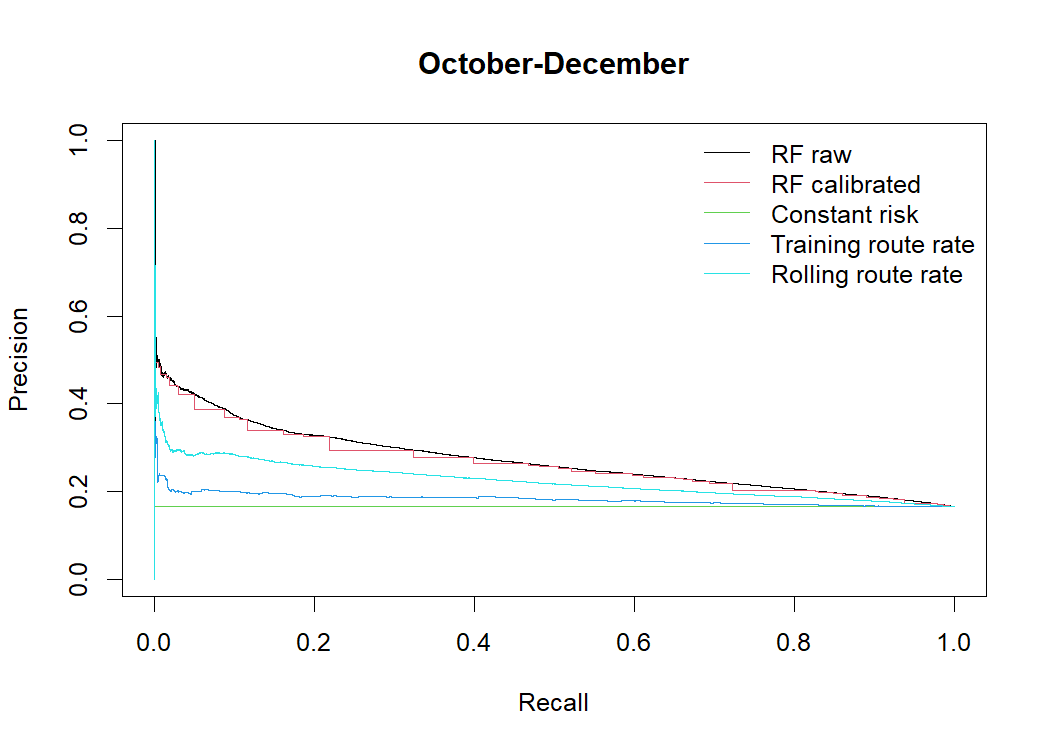 October-December
RF raw
RF calibrated
Constant risk
Training route rate
Rolling route rate
Precision
1.0
0.8
0.6
0.4
0.2
0.0
0.0 0.2 0.4 0.6 0.8 1.0
Recall